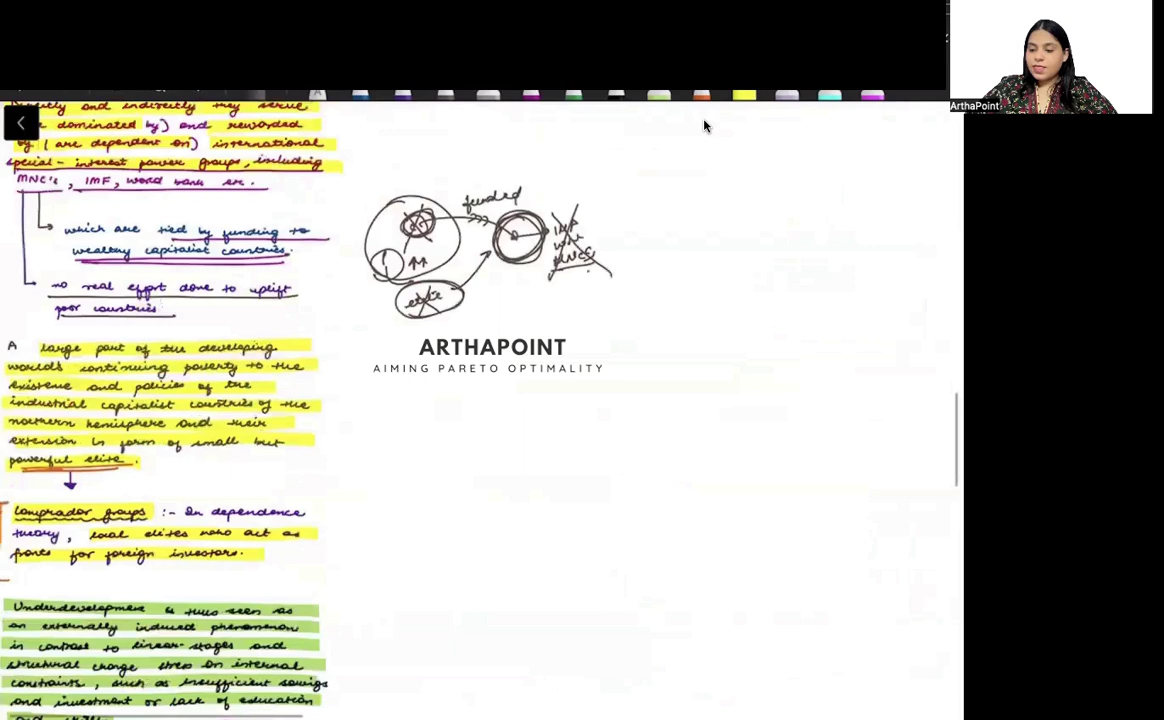 Directly and indirectly they serve
dominated by) and rewarded
by (are dependent on) international
special-interest power groups, including
MNC's, IMF, world bank etc.
which are tied by funding to
wealthy capitalist countries.
no real effort done to uplift
poor countries.
A large part of the developing
worlds continuing poverty to the
existence and policies of the
industrial capitalist countries of the
northern hemisphere and their
extension in form of small but
powerful elite.
Comprador groups :- In dependence
theory, local elites who act as
fronts for foreign investors.
Underdevelopment is thus seen as
an externally induced phenomenon
in contrast to linear-stages and
structural change stress on internal
constraints, such as insufficient savings
and investment or lack of education
funded
IMF
MNCs
elite
ARTHAPOINT
AIMING PARETO OPTIMALITY
ArthaPoint